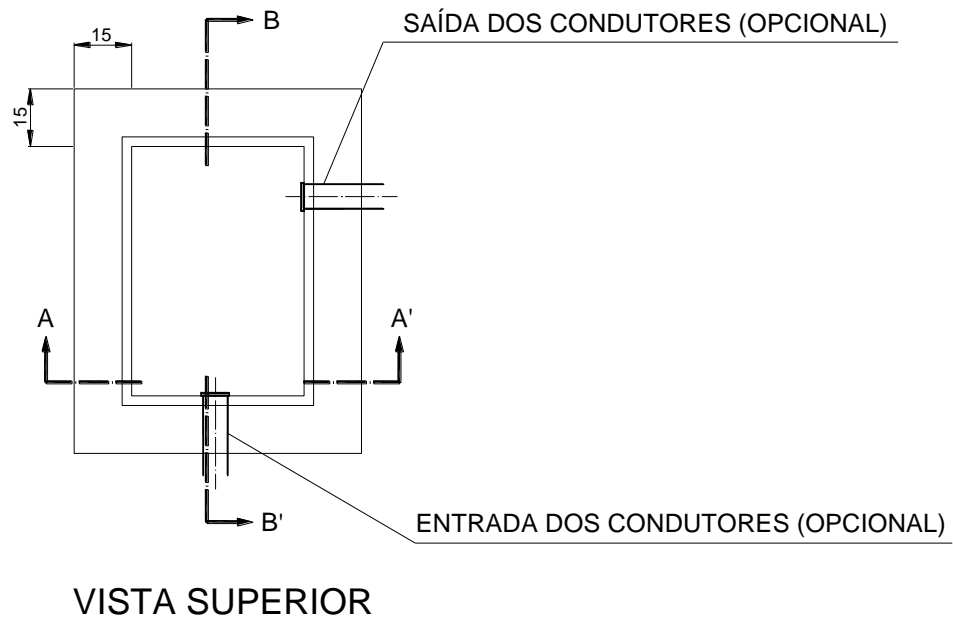 B
SAÍDA DOS CONDUTORES (OPCIONAL)
15
15
A
A'
B'
ENTRADA DOS CONDUTORES (OPCIONAL)
VISTA SUPERIOR